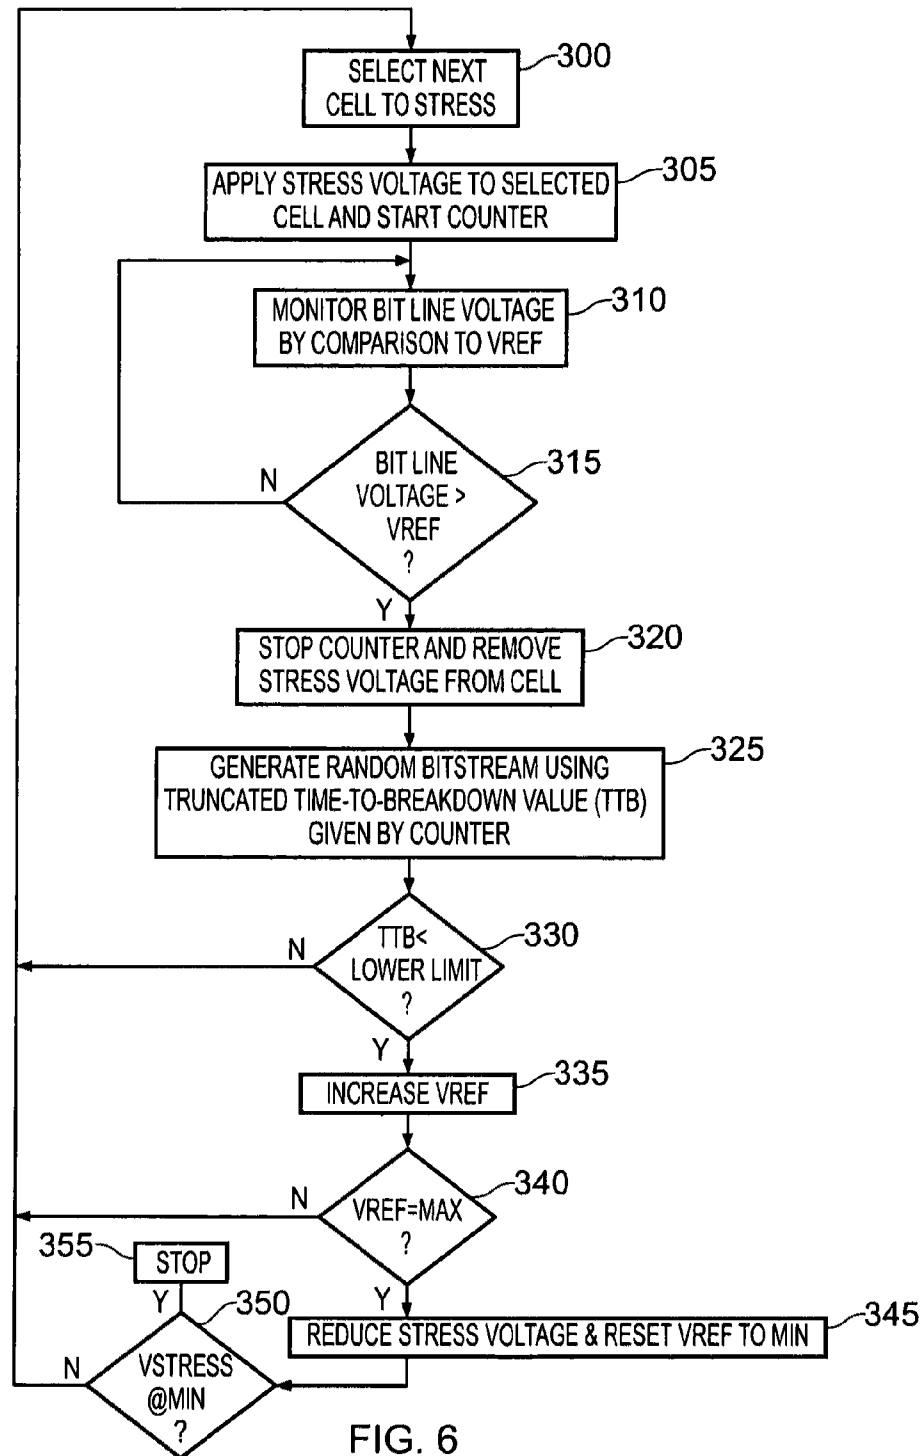 SELECT NEXT
CELL TO STRESS
300
APPLY STRESS VOLTAGE TO SELECTED
CELL AND START COUNTER
305
MONITOR BIT LINE VOLTAGE
BY COMPARISON TO VREF
310
BIT LINE
VOLTAGE >
VREF
?
315
N
Y
STOP COUNTER AND REMOVE
STRESS VOLTAGE FROM CELL
320
GENERATE RANDOM BITSTREAM USING
TRUNCATED TIME-TO-BREAKDOWN VALUE (TTB)
GIVEN BY COUNTER
325
TTB<
LOWER LIMIT
?
330
N
Y
INCREASE VREF
335
VREF=MAX
?
340
N
Y
REDUCE STRESS VOLTAGE & RESET VREF TO MIN
345
355
STOP
Y
350
VSTRESS
@MIN
?
N
FIG. 6